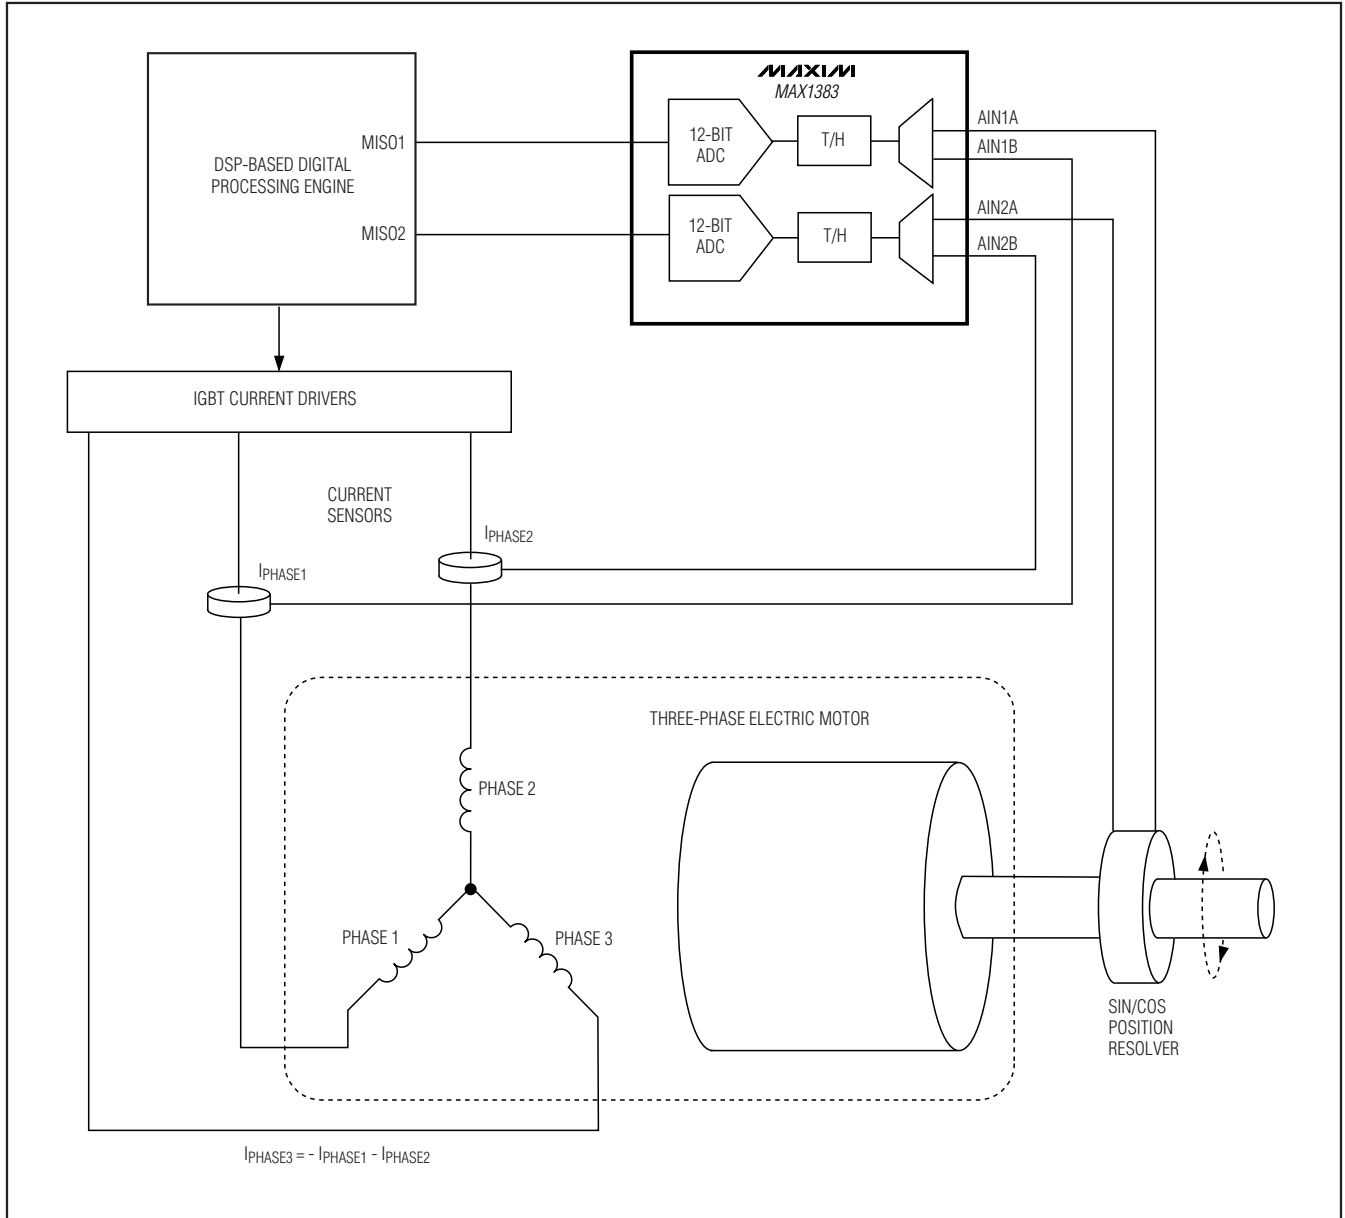 MAXIM
MAX1383
MISO1
MISO2
DSP-BASED DIGITAL
PROCESSING ENGINE
12-BIT
ADC
T/H
12-BIT
ADC
T/H
AIN1A
AIN1B
AIN2A
AIN2B
IGBT CURRENT DRIVERS
CURRENT
SENSORS
IPHASE2
IPHASE1
THREE-PHASE ELECTRIC MOTOR
PHASE 2
PHASE 1
PHASE 3
SIN/COS
POSITION
RESOLVER
IPHASE3 = - IPHASE1 - IPHASE2